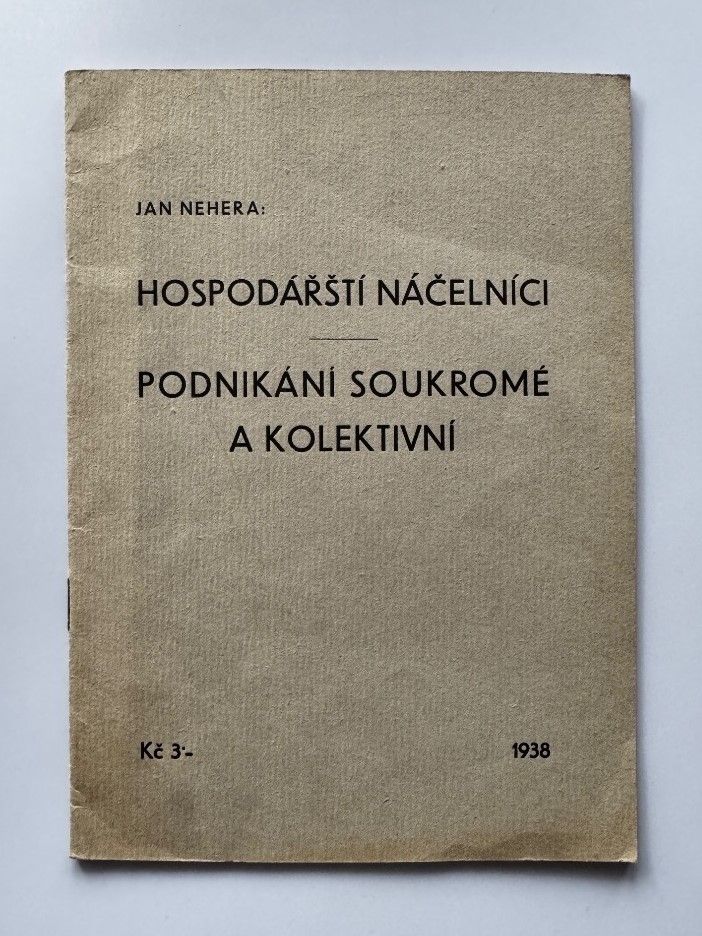 JAN NEHERA:
HOSPODÁŘŠTÍ NÁČELNÍCI
PODNIKÁNÍ SOUKROMÉ
A KOLEKTIVNÍ
Kč 3·–
1938